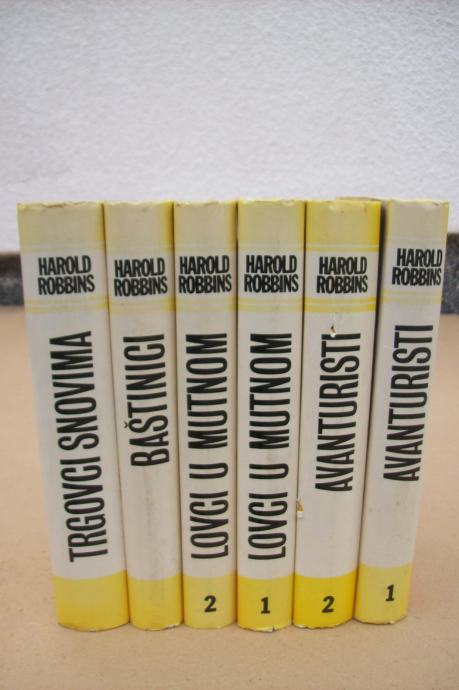 HAROLD
ROBBINS
TRGOVCI SNOVIMA
HAROLD
ROBBINS
BAŠTINICI
HAROLD
ROBBINS
LOVCI U MUTNOM
2
HAROLD
ROBBINS
LOVCI U MUTNOM
1
HAROLD
ROBBINS
AVANTURISTI
2
HAROLD
ROBBINS
AVANTURISTI
1